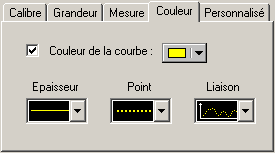 Calibre Grandeur Mesure Couleur Personnalisé
Couleur de la courbe :
Epaisseur Point Liaison